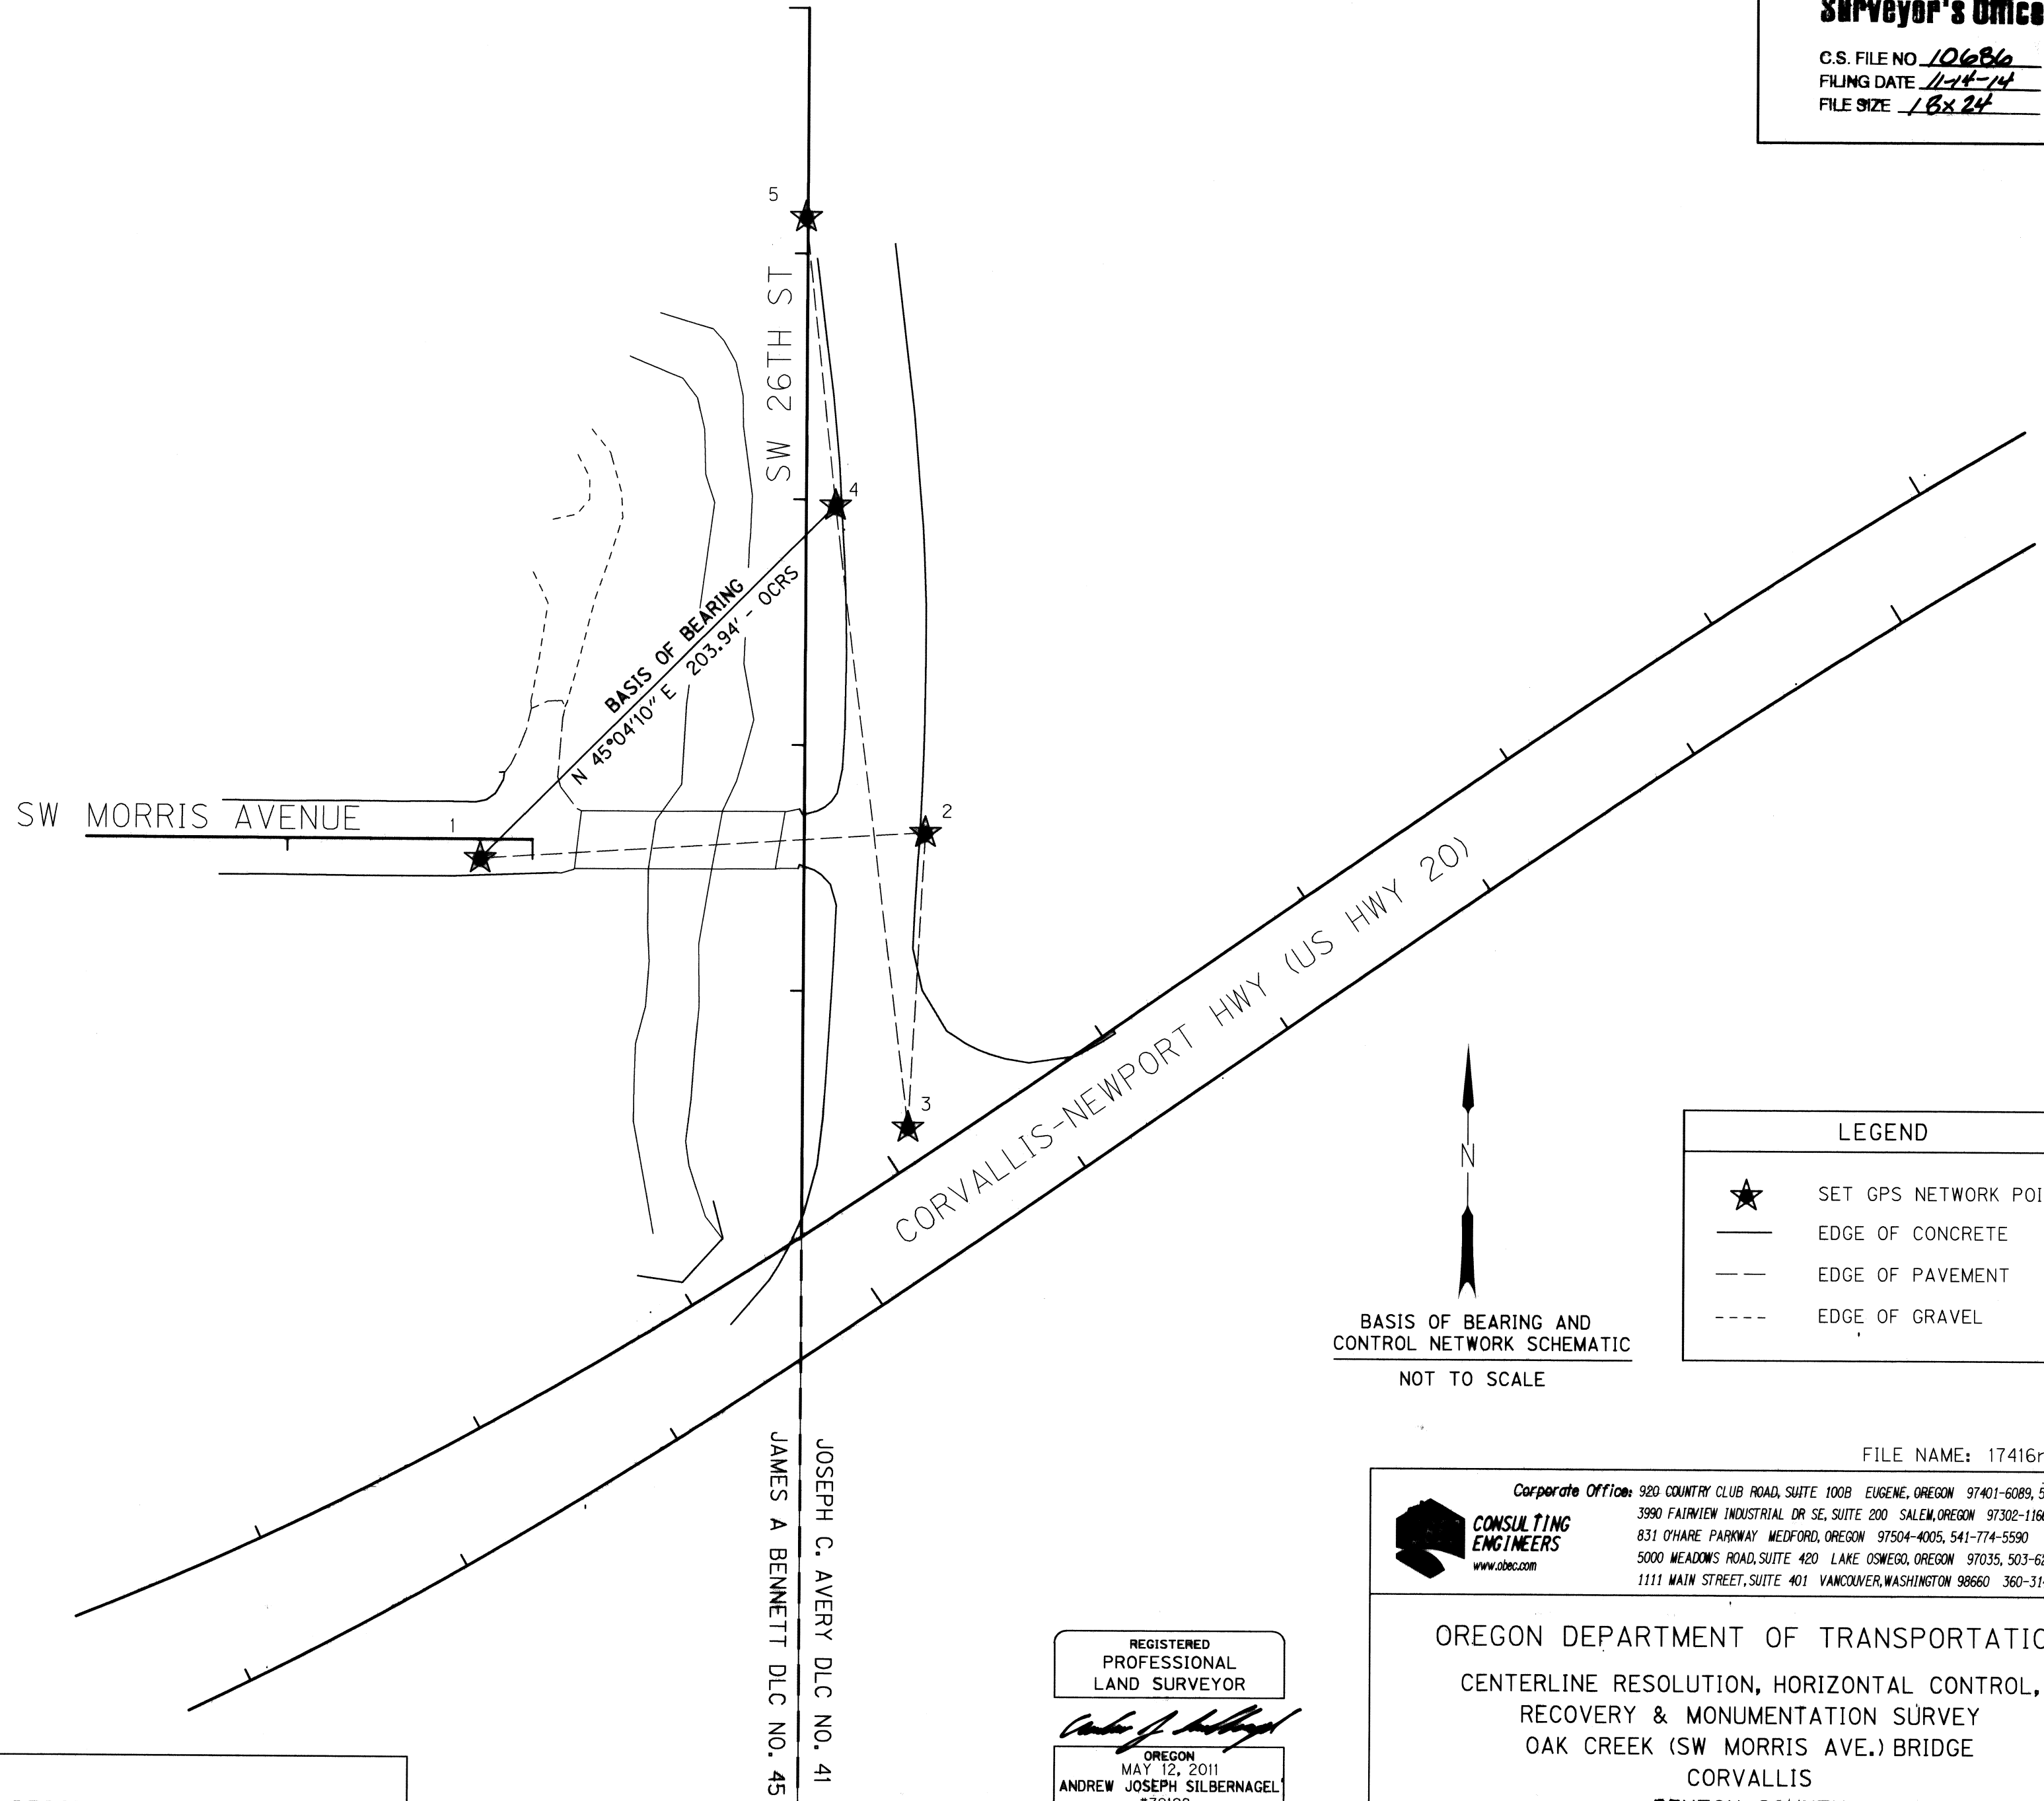 Surveyor's Office
C.S. FILE NO 10686
FILING DATE 11-14-14
FILE SIZE 18x24
5
SW 26TH ST
4
BASIS OF BEARING
N 45°04'10" E 203.94' - OCRS
SW MORRIS AVENUE
1
2
3
CORVALLIS-NEWPORT HWY (US HWY 20)
N
BASIS OF BEARING AND
CONTROL NETWORK SCHEMATIC
NOT TO SCALE
LEGEND
SET GPS NETWORK POI
EDGE OF CONCRETE
EDGE OF PAVEMENT
EDGE OF GRAVEL
JOSEPH C. AVERY DLC NO. 41
JAMES A BENNETT DLC NO. 45
FILE NAME: 17416r
CONSULTING
ENGINEERS
www.obec.com
Corporate Office: 920 COUNTRY CLUB ROAD, SUITE 100B EUGENE, OREGON 97401-6089, 5
3990 FAIRVIEW INDUSTRIAL DR SE, SUITE 200 SALEM, OREGON 97302-116
831 O'HARE PARKWAY MEDFORD, OREGON 97504-4005, 541-774-5590
5000 MEADOWS ROAD, SUITE 420 LAKE OSWEGO, OREGON 97035, 503-62
1111 MAIN STREET, SUITE 401 VANCOUVER, WASHINGTON 98660 360-31
OREGON DEPARTMENT OF TRANSPORTATIO
CENTERLINE RESOLUTION, HORIZONTAL CONTROL,
RECOVERY & MONUMENTATION SURVEY
OAK CREEK (SW MORRIS AVE.) BRIDGE
CORVALLIS
REGISTERED
PROFESSIONAL
LAND SURVEYOR
OREGON
MAY 12, 2011
ANDREW JOSEPH SILBERNAGEL